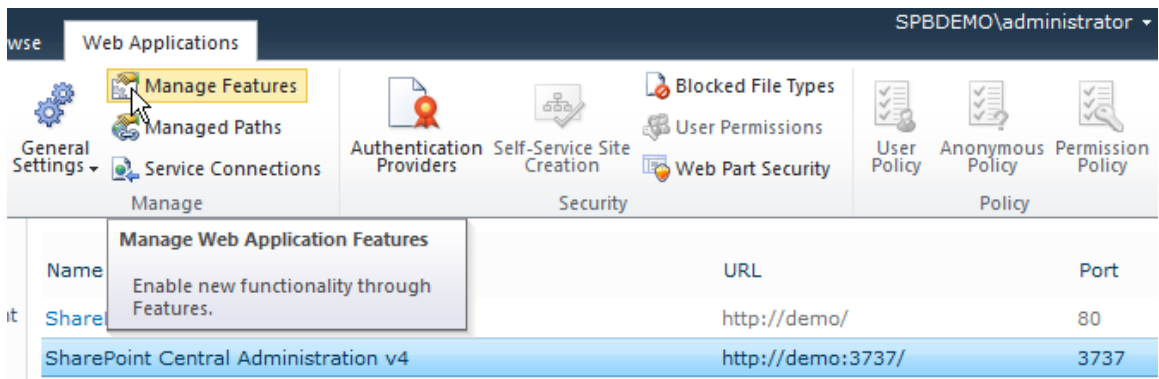 SPBDEMO\administrator
wse Web Applications
Manage Features
Managed Paths
General Settings
Service Connections
Manage
Authentication Providers
Self-Service Site Creation
Blocked File Types
User Permissions
Web Part Security
Security
User Policy
Anonymous Policy
Permission Policy
Policy
Manage Web Application Features
Enable new functionality through
Features.
Name URL Port
ShareP http://demo/ 80
SharePoint Central Administration v4 http://demo:3737/ 3737